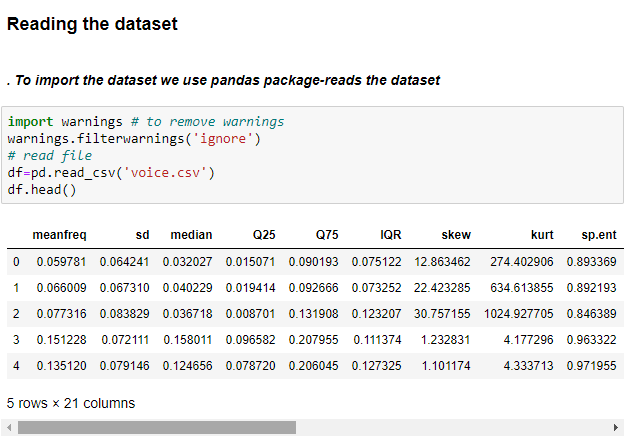 Reading the dataset
. To import the dataset we use pandas package-reads the dataset
import warnings # to remove warnings
warnings.filterwarnings('ignore')
# read file
df=pd.read_csv('voice.csv')
df.head()
meanfreq sd median Q25 Q75 IQR skew kurt sp.ent
0 0.059781 0.064241 0.032027 0.015071 0.090193 0.075122 12.863462 274.402906 0.893369
1 0.066009 0.067310 0.040229 0.019414 0.092666 0.073252 22.423285 634.613855 0.892193
2 0.077316 0.083829 0.036718 0.008701 0.131908 0.123207 30.757155 1024.927705 0.846389
3 0.151228 0.072111 0.158011 0.096582 0.207955 0.111374 1.232831 4.177296 0.963322
4 0.135120 0.079146 0.124656 0.078720 0.206045 0.127325 1.101174 4.333713 0.971955
5 rows × 21 columns